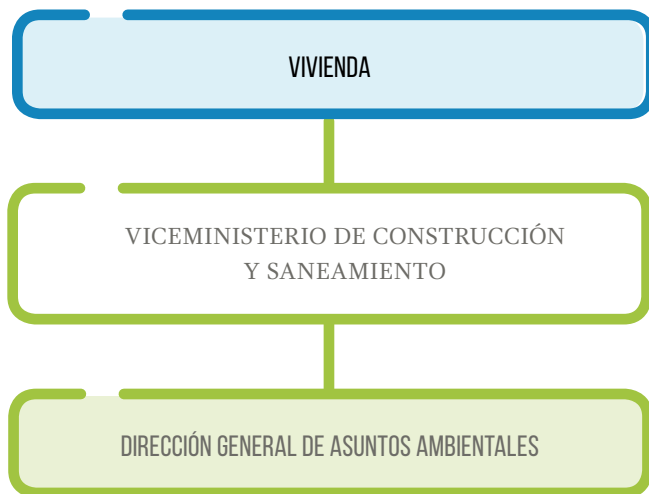 VIVIENDA
VICEMINISTERIO DE CONSTRUCCIÓN
Y SANEAMIENTO
DIRECCIÓN GENERAL DE ASUNTOS AMBIENTALES